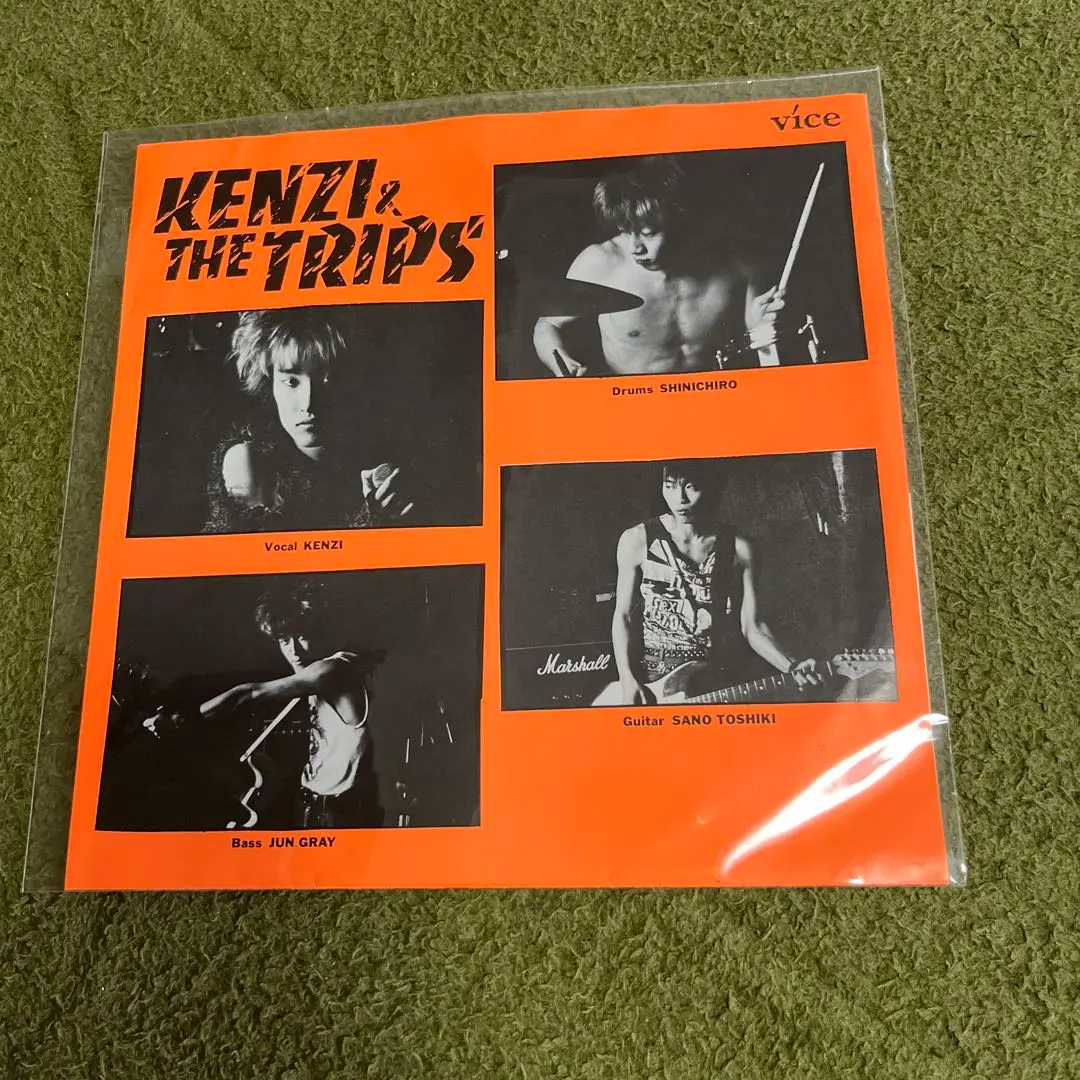 vice
KENZI &
THE TRIPS
Drums SHINICHIRO
Vocal KENZI
Marshall
Guitar SANO TOSHIKI
Bass JUN GRAY